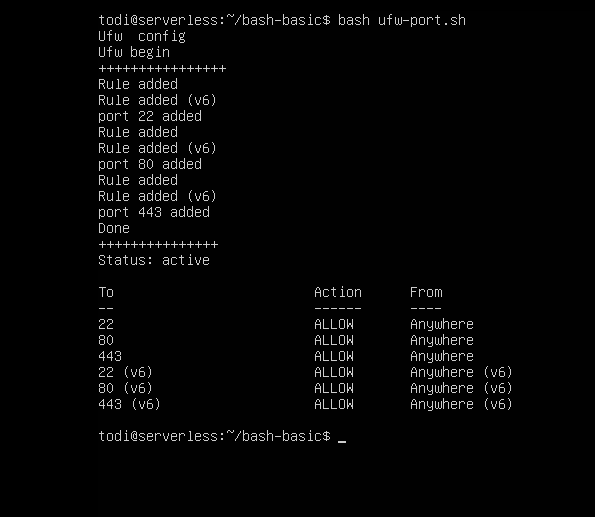 todi@serverless:~/bash-basic$ bash ufw-port.sh
Ufw  config
Ufw begin
++++++++++++++++
Rule added
Rule added (v6)
port 22 added
Rule added
Rule added (v6)
port 80 added
Rule added
Rule added (v6)
port 443 added
Done
+++++++++++++++
Status: active

To                         Action      From
--                         ------      ----
22                         ALLOW       Anywhere
80                         ALLOW       Anywhere
443                        ALLOW       Anywhere
22 (v6)                    ALLOW       Anywhere (v6)
80 (v6)                    ALLOW       Anywhere (v6)
443 (v6)                   ALLOW       Anywhere (v6)

todi@serverless:~/bash-basic$ _